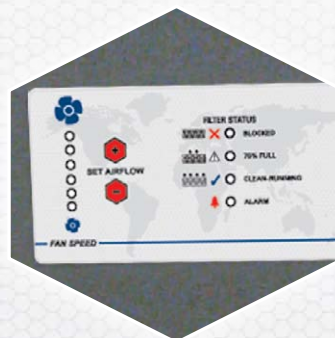 FILTER STATUS
BLOCKED
70% FULL
SET AIRFLOW
+
-
CLEAN-RUNNING
ALARM
FAN SPEED